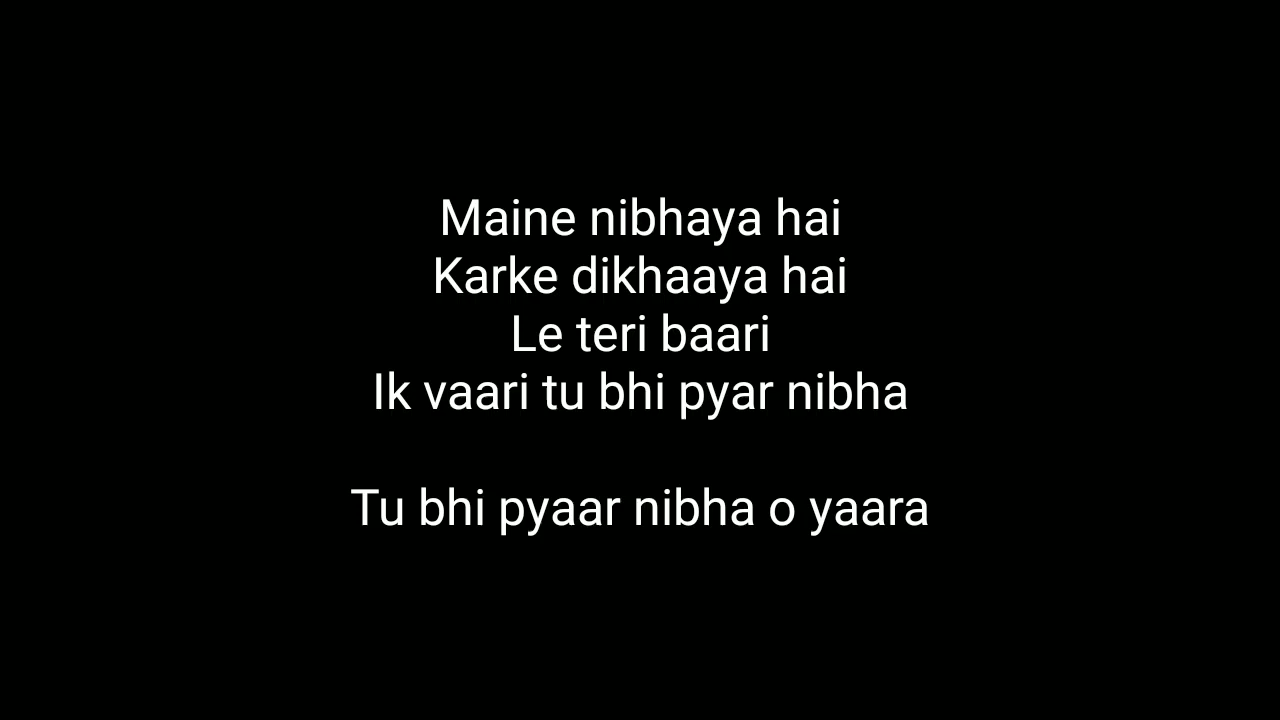 Maine nibhaya hai
Karke dikhaaya hai
Le teri baari
Ik vaari tu bhi pyar nibha
Tu bhi pyaar nibha o yaara